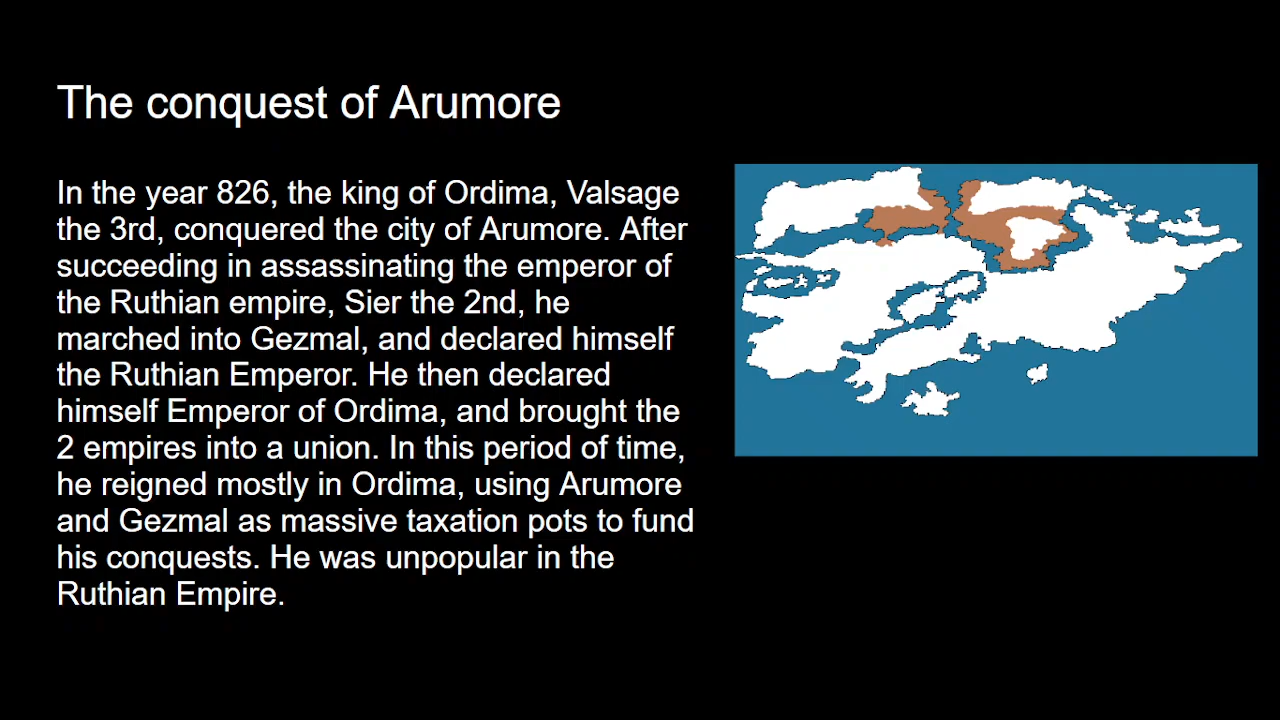 The conquest of Arumore
In the year 826, the king of Ordima, Valsage
the 3rd, conquered the city of Arumore. After
succeeding in assassinating the emperor of
the Ruthian empire, Sier the 2nd, he
marched into Gezmal, and declared himself
the Ruthian Emperor. He then declared
himself Emperor of Ordima, and brought the
2 empires into a union. In this period of time,
he reigned mostly in Ordima, using Arumore
and Gezmal as massive taxation pots to fund
his conquests. He was unpopular in the
Ruthian Empire.